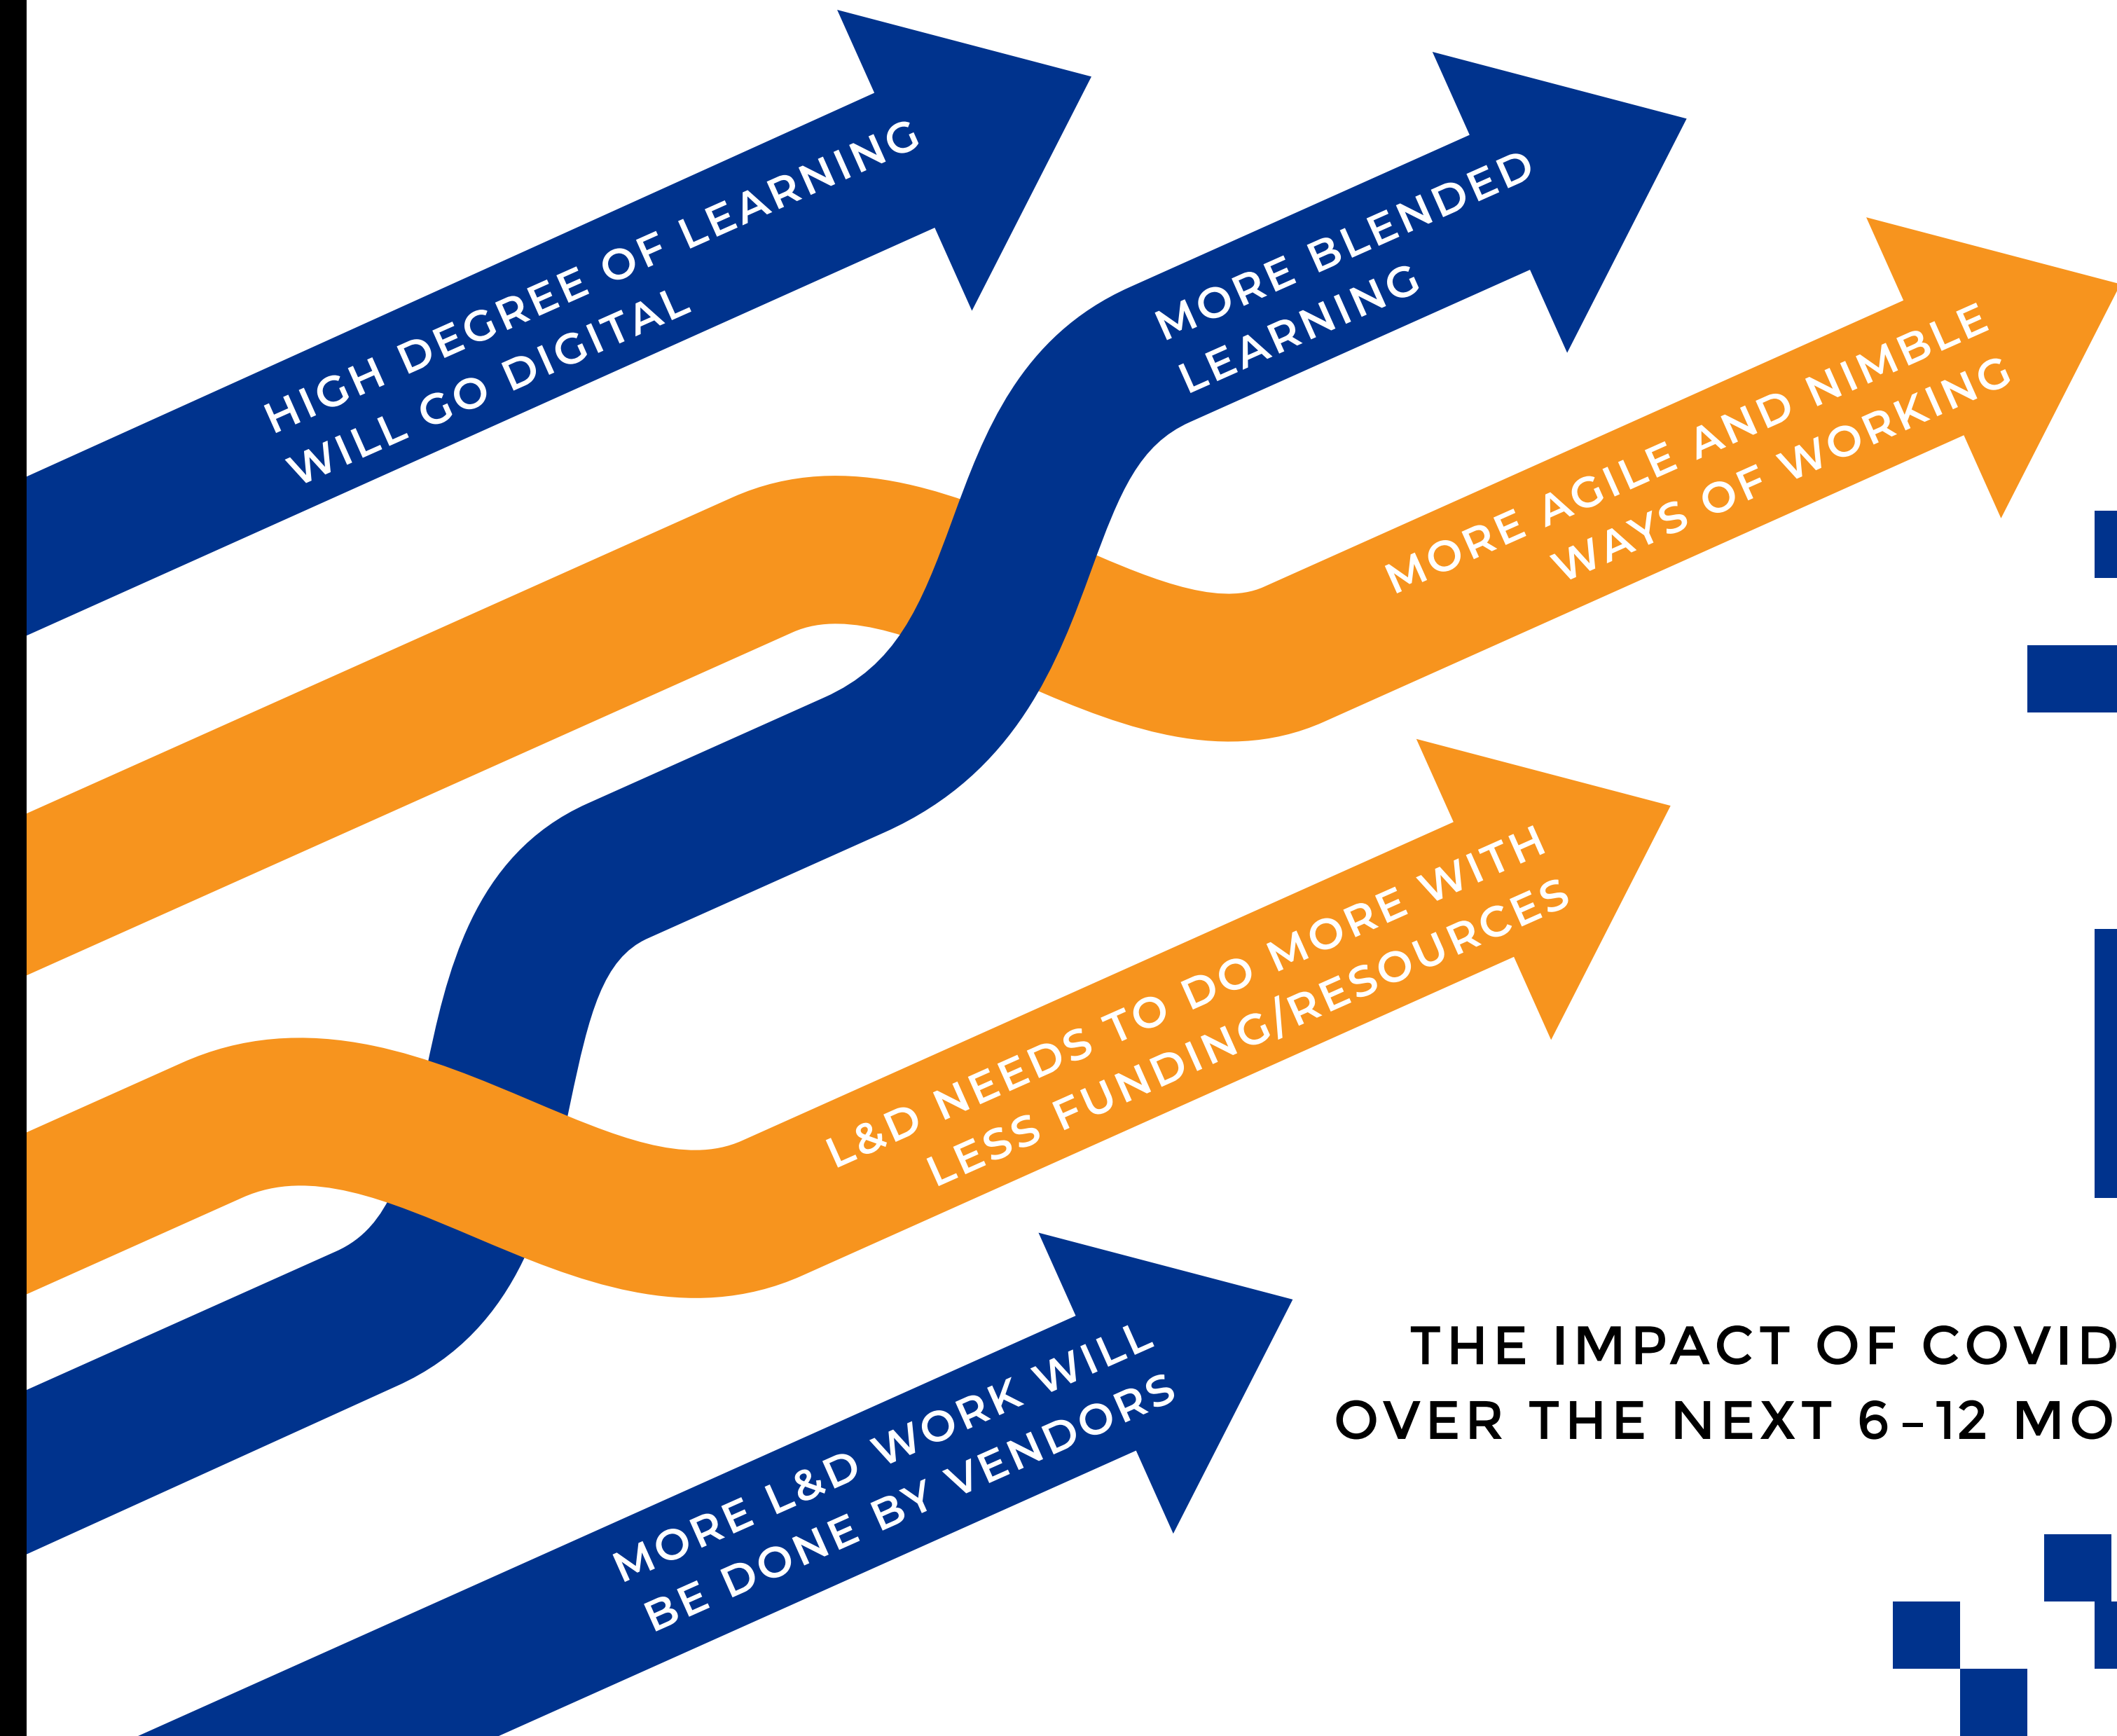 HIGH DEGREE OF LEARNING
WILL GO DIGITAL
MORE BLENDED
LEARNING
MORE AGILE AND NIMBLE
WAYS OF WORKING
L&D NEEDS TO DO MORE WITH
LESS FUNDING/RESOURCES
MORE L&D WORK WILL
BE DONE BY VENDORS
THE IMPACT OF COVID
OVER THE NEXT 6–12 MO